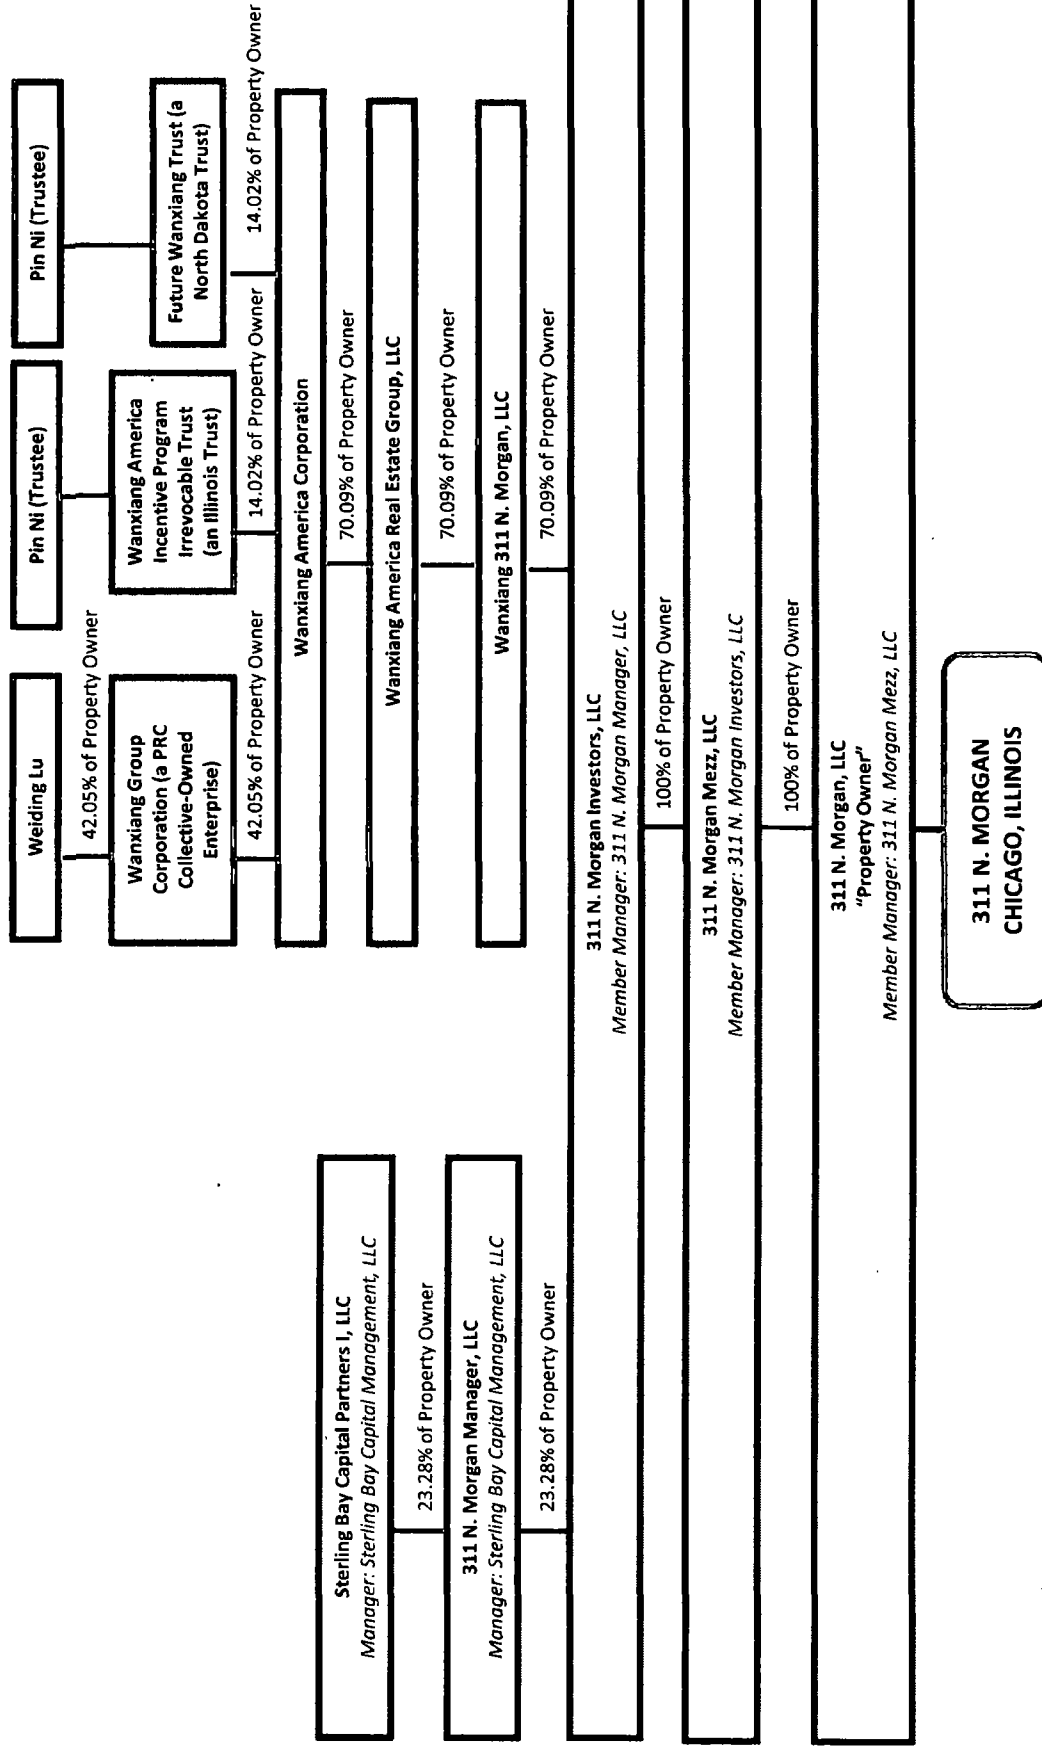 Weiding Lu
42.05% of Property Owner
Wanxiang Group
Corporation (a PRC
Collective-Owned
Enterprise)
42.05% of Property Owner
Pin Ni (Trustee)
Wanxiang America
Incentive Program
Irrevocable Trust
(an Illinois Trust)
14.02% of Property Owner
Pin Ni (Trustee)
Future Wanxiang Trust (a
North Dakota Trust)
14.02% of Property Owner
Wanxiang America Corporation
70.09% of Property Owner
Wanxiang America Real Estate Group, LLC
70.09% of Property Owner
Wanxiang 311 N. Morgan, LLC
70.09% of Property Owner
Sterling Bay Capital Partners I, LLC
Manager: Sterling Bay Capital Management, LLC
23.28% of Property Owner
311 N. Morgan Manager, LLC
Manager: Sterling Bay Capital Management, LLC
23.28% of Property Owner
311 N. Morgan Investors, LLC
Member Manager: 311 N. Morgan Manager, LLC
100% of Property Owner
311 N. Morgan Mezz, LLC
Member Manager: 311 N. Morgan Investors, LLC
100% of Property Owner
311 N. Morgan, LLC
"Property Owner"
Member Manager: 311 N. Morgan Mezz, LLC
311 N. MORGAN
CHICAGO, ILLINOIS